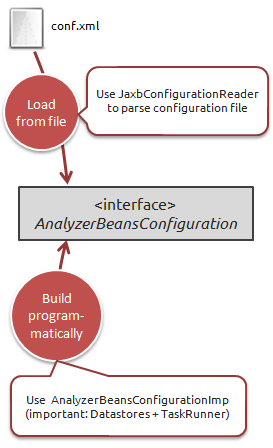 conf.xml
Load
from file
Use JaxbConfigurationReader
to parse configuration file
<interface>
AnalyzerBeansConfiguration
Build
program-
matically
Use AnalyzerBeansConfigurationImp
(important: Datastores + TaskRunner)